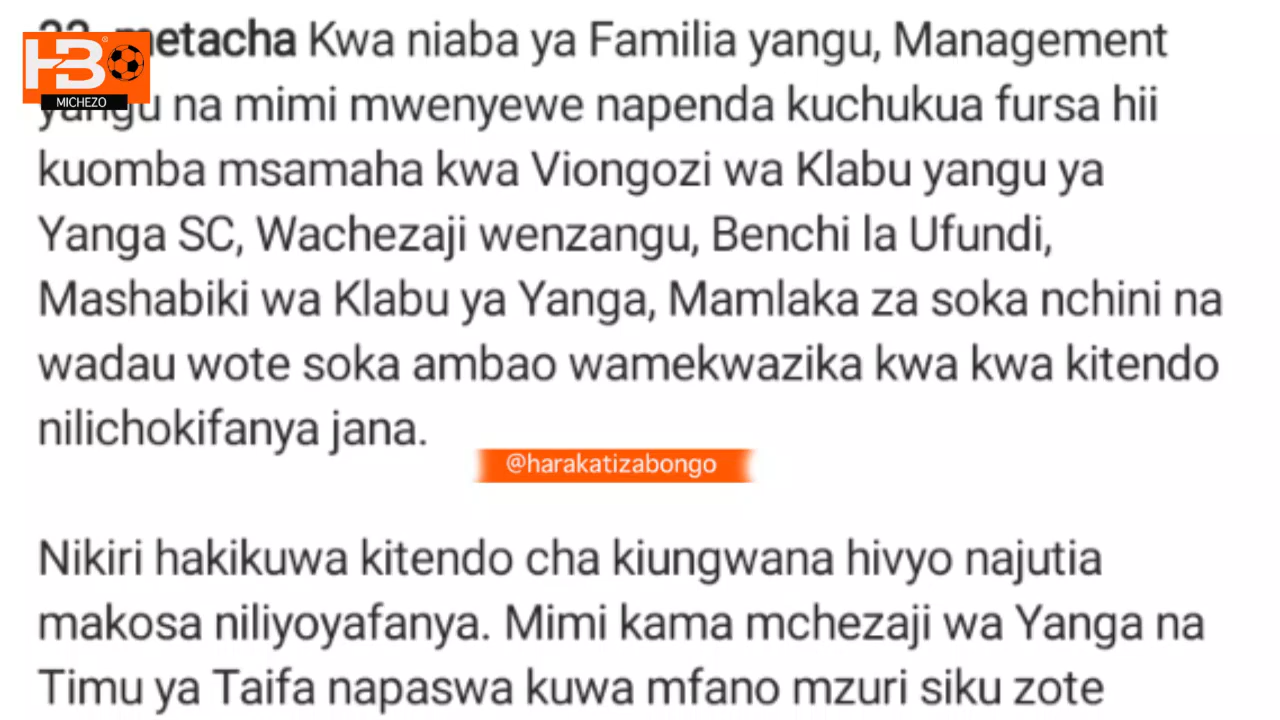 metacha Kwa niaba ya Familia yangu, Management
yangu na mimi mwenyewe napenda kuchukua fursa hii
kuomba msamaha kwa Viongozi wa Klabu yangu ya
Yanga SC, Wachezaji wenzangu, Benchi la Ufundi,
Mashabiki wa Klabu ya Yanga, Mamlaka za soka nchini na
wadau wote soka ambao wamekwazika kwa kwa kitendo
nilichokifanya jana.
Nikiri hakikuwa kitendo cha kiungwana hivyo najutia
makosa niliyoyafanya. Mimi kama mchezaji wa Yanga na
Timu ya Taifa napaswa kuwa mfano mzuri siku zote
HBO
MICHEZO
@harakatizabongo